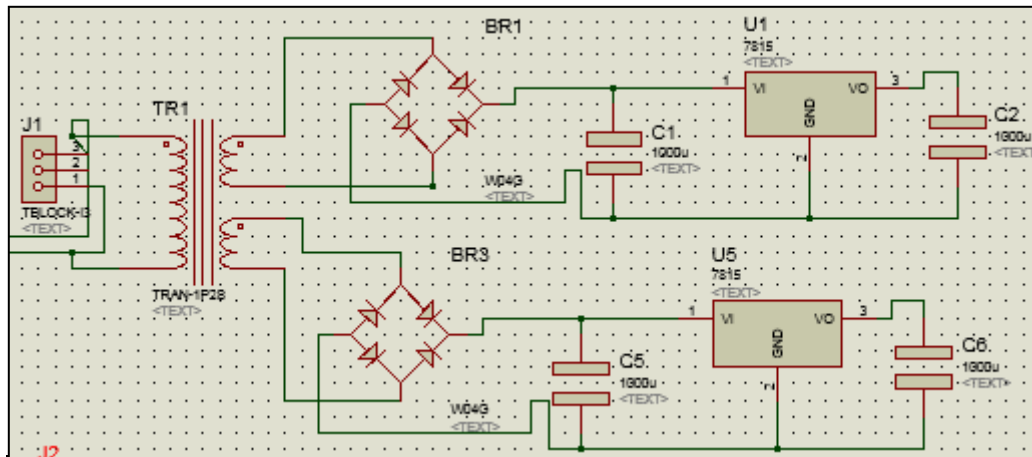 BR1
U1
7815
<TEXT>
1
VI
VO
3
GND
2
C1
1000u
<TEXT>
C2
1000u
<TEXT>
W04G
<TEXT>
J1
3
2
1
TBLOCK-I3
<TEXT>
TR1
TRAN-1P2S
<TEXT>
BR3
U5
7815
<TEXT>
1
VI
VO
3
GND
2
C5
1000u
<TEXT>
C6
1000u
<TEXT>
W04G
<TEXT>
J2